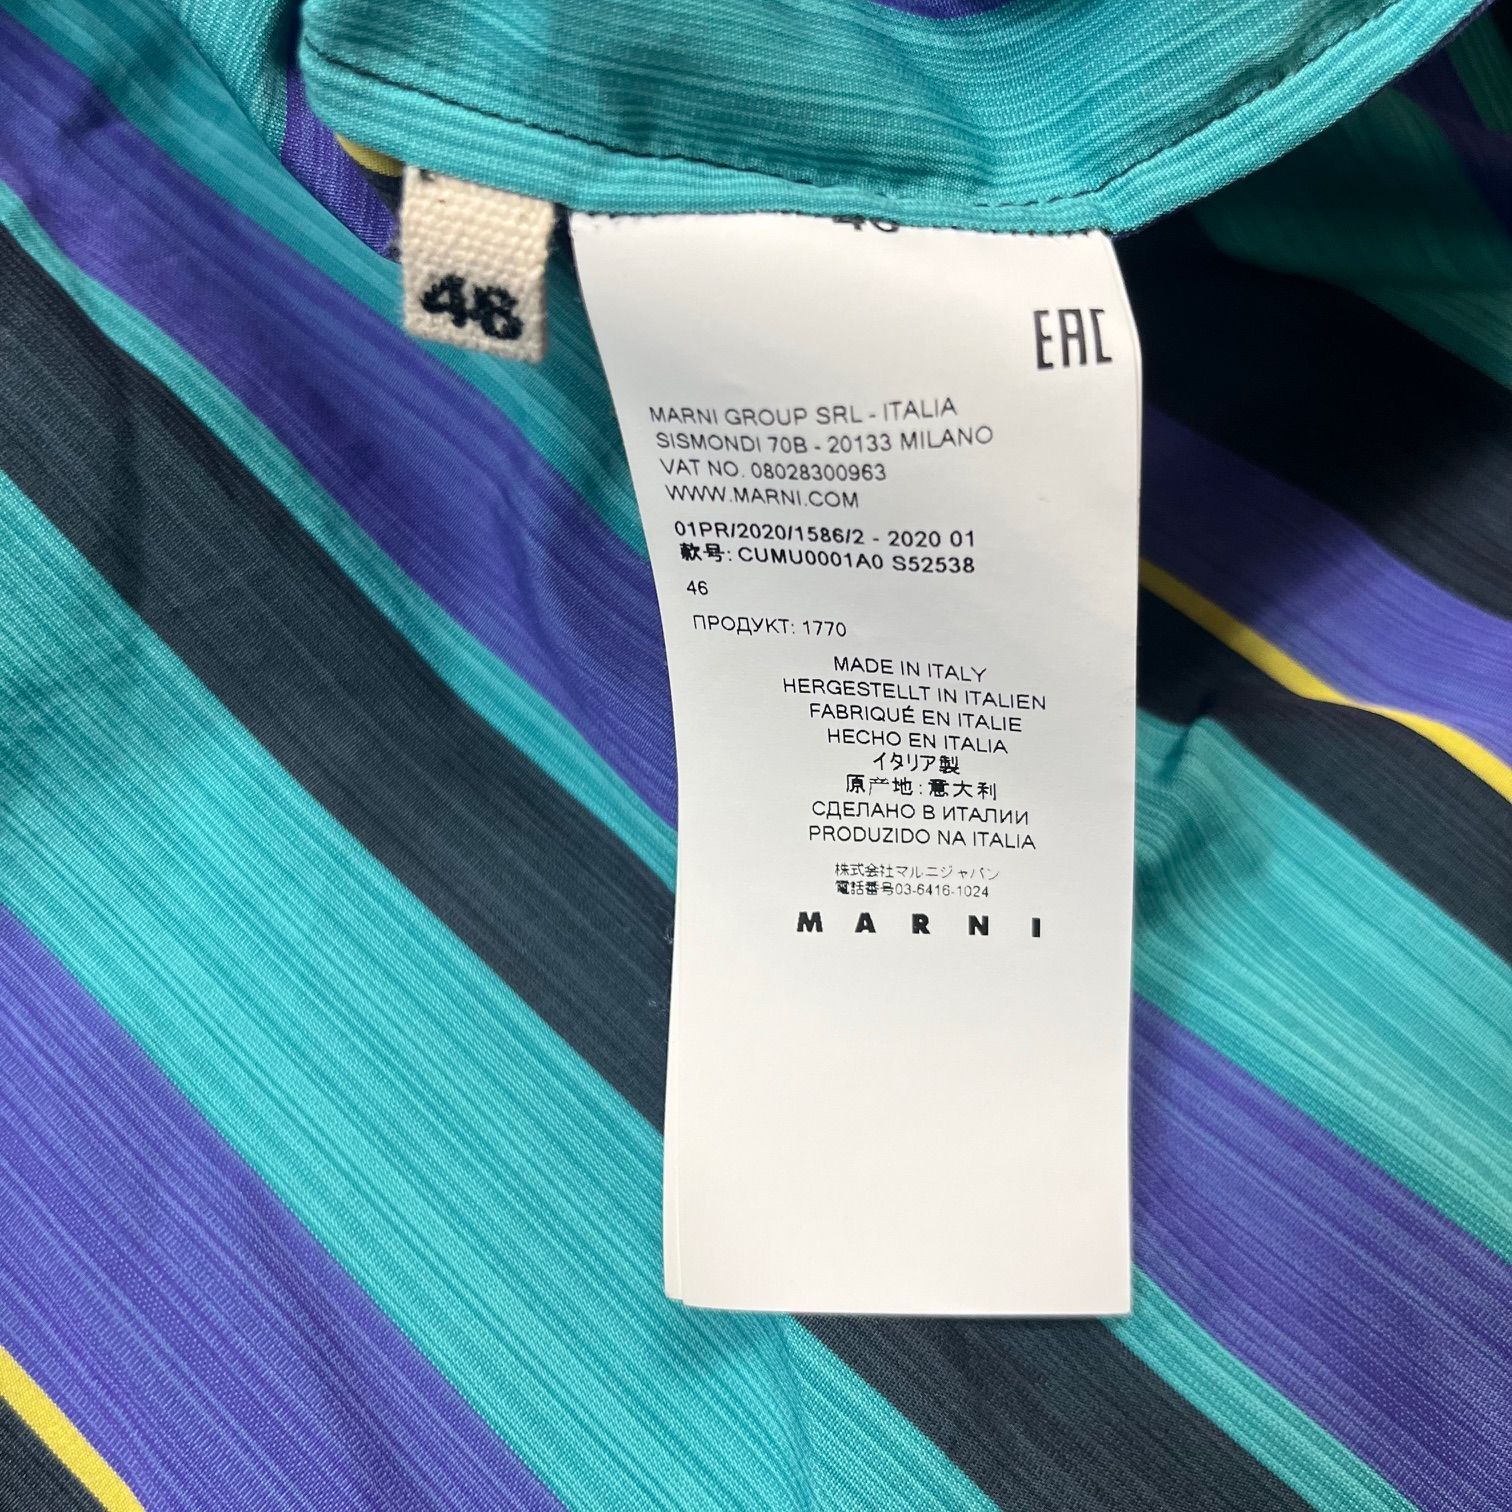 46
46
EAC
MARNI GROUP SRL - ITALIA
SISMONDI 70B - 20133 MILANO
VAT NO. 08028300963
WWW.MARNI.COM
01PR/2020/1586/2 - 2020 01
款号: CUMU0001A0 S52538
46
ПРОДУКТ: 1770
MADE IN ITALY
HERGESTELLT IN ITALIEN
FABRIQUÉ EN ITALIE
HECHO EN ITALIA
イタリア製
原产地: 意大利
СДЕЛАНО В ИТАЛИИ
PRODUZIDO NA ITALIA
株式会社マルニジャパン
電話番号03-6416-1024
MARNI